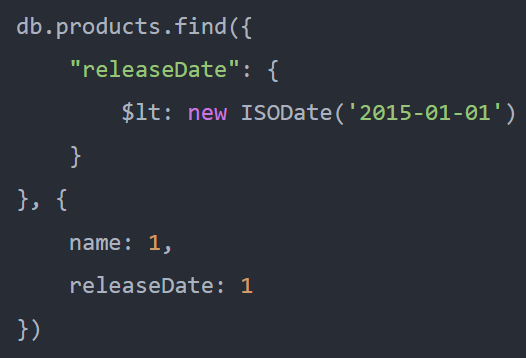 db.products.find({
    "releaseDate": {
        $lt: new ISODate('2015-01-01')
    }
}, {
    name: 1,
    releaseDate: 1
})